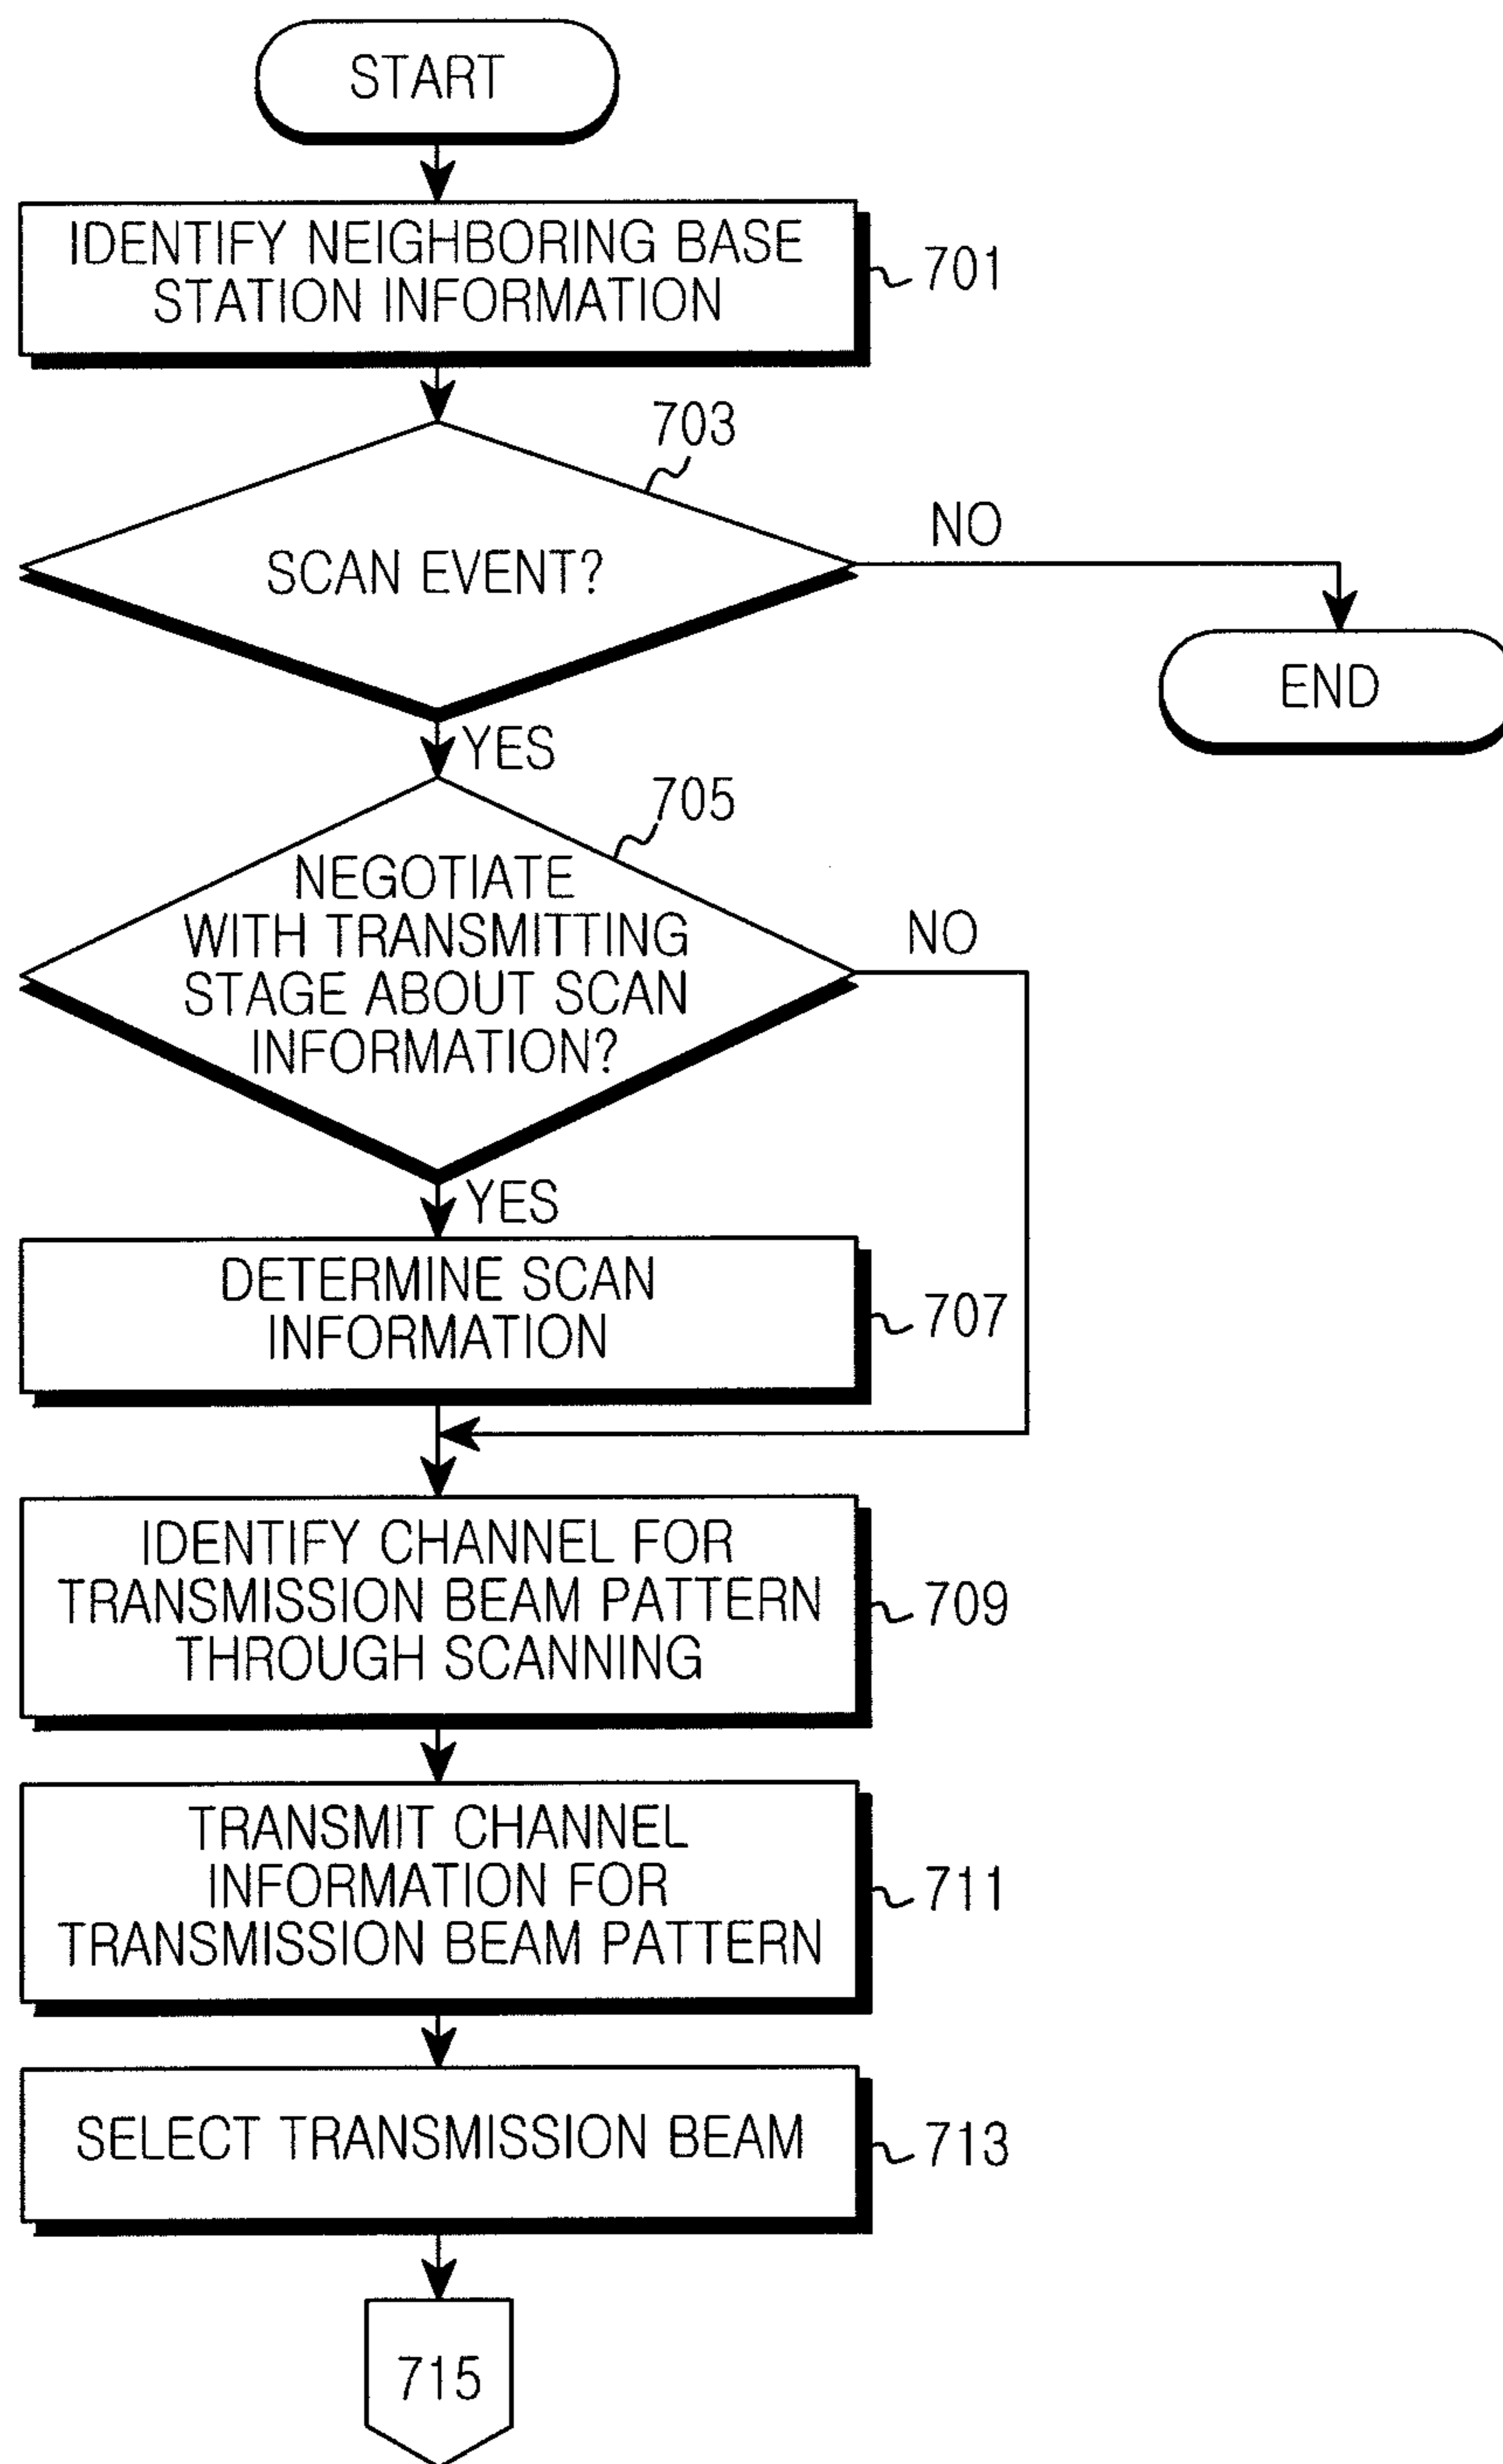 START
IDENTIFY NEIGHBORING BASE
STATION INFORMATION
701
703
SCAN EVENT?
NO
END
YES
705
NEGOTIATE
WITH TRANSMITTING
STAGE ABOUT SCAN
INFORMATION?
NO
YES
DETERMINE SCAN
INFORMATION
707
IDENTIFY CHANNEL FOR
TRANSMISSION BEAM PATTERN
THROUGH SCANNING
709
TRANSMIT CHANNEL
INFORMATION FOR
TRANSMISSION BEAM PATTERN
711
SELECT TRANSMISSION BEAM
713
715